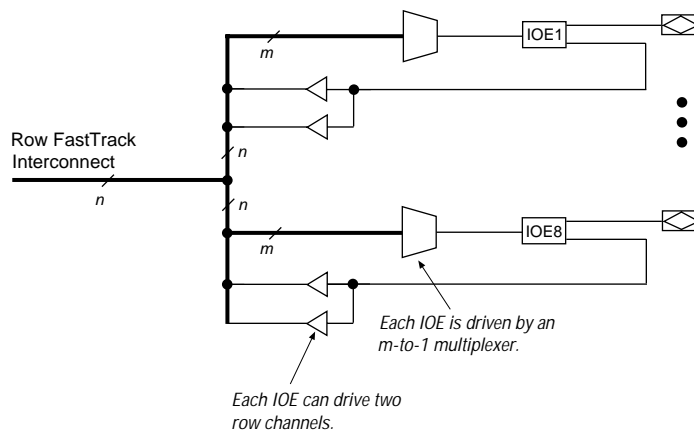 m
IOE1
Row FastTrack
Interconnect
n
n
n
m
IOE8
Each IOE is driven by an
m-to-1 multiplexer.
Each IOE can drive two
row channels.